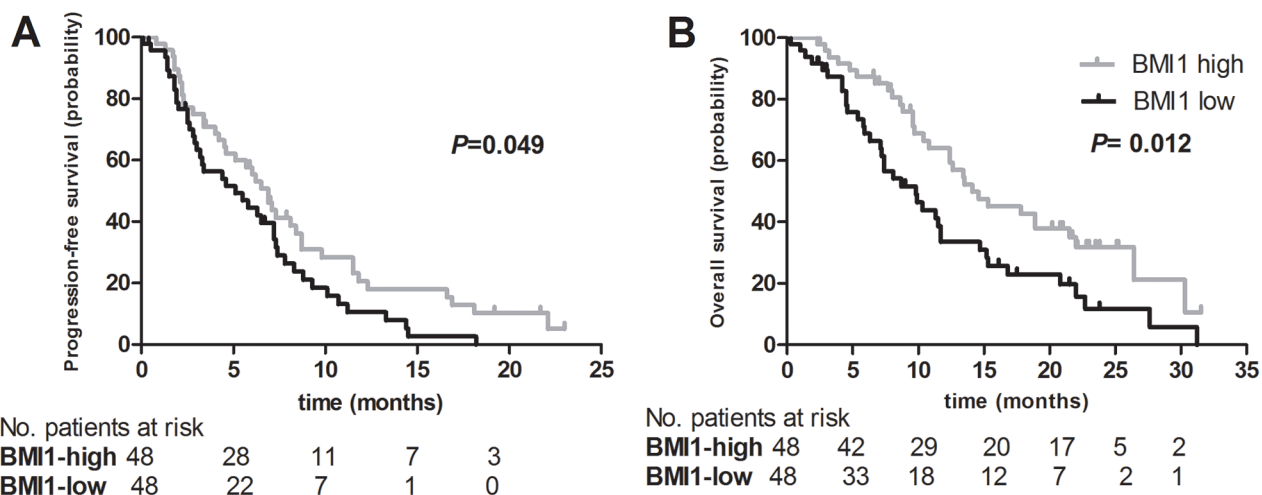 A
Progression-free survival (probability)
100
80
60
40
20
0
0 5 10 15 20 25
time (months)
P=0.049
No. patients at risk
BMI1-high 48 28 11 7 3
BMI1-low 48 22 7 1 0
B
Overall survival (probability)
100
80
60
40
20
0
0 5 10 15 20 25 30 35
time (months)
BMI1 high
BMI1 low
P= 0.012
No. patients at risk
BMI1-high 48 42 29 20 17 5 2
BMI1-low 48 33 18 12 7 2 1